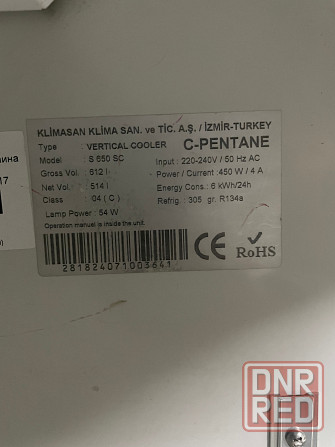 KLİMASAN KLİMA SAN. ve TİC. A.Ş. / İZMİR-TURKEY
Type : VERTICAL COOLER C-PENTANE
Model : S 650 SC Input : 220-240V / 50 Hz AC
Gross Vol. : 612 l Power / Current :450 W / 4 A
Net Vol. : 514 l Energy Cons. : 6 kWh/24h
Class : 04 ( C ) Refrig : 305 gr. R134a
Lamp Power : 54 W
Operation manual is inside the unit.
CE RoHS
281824071003641
17
DNR
RED